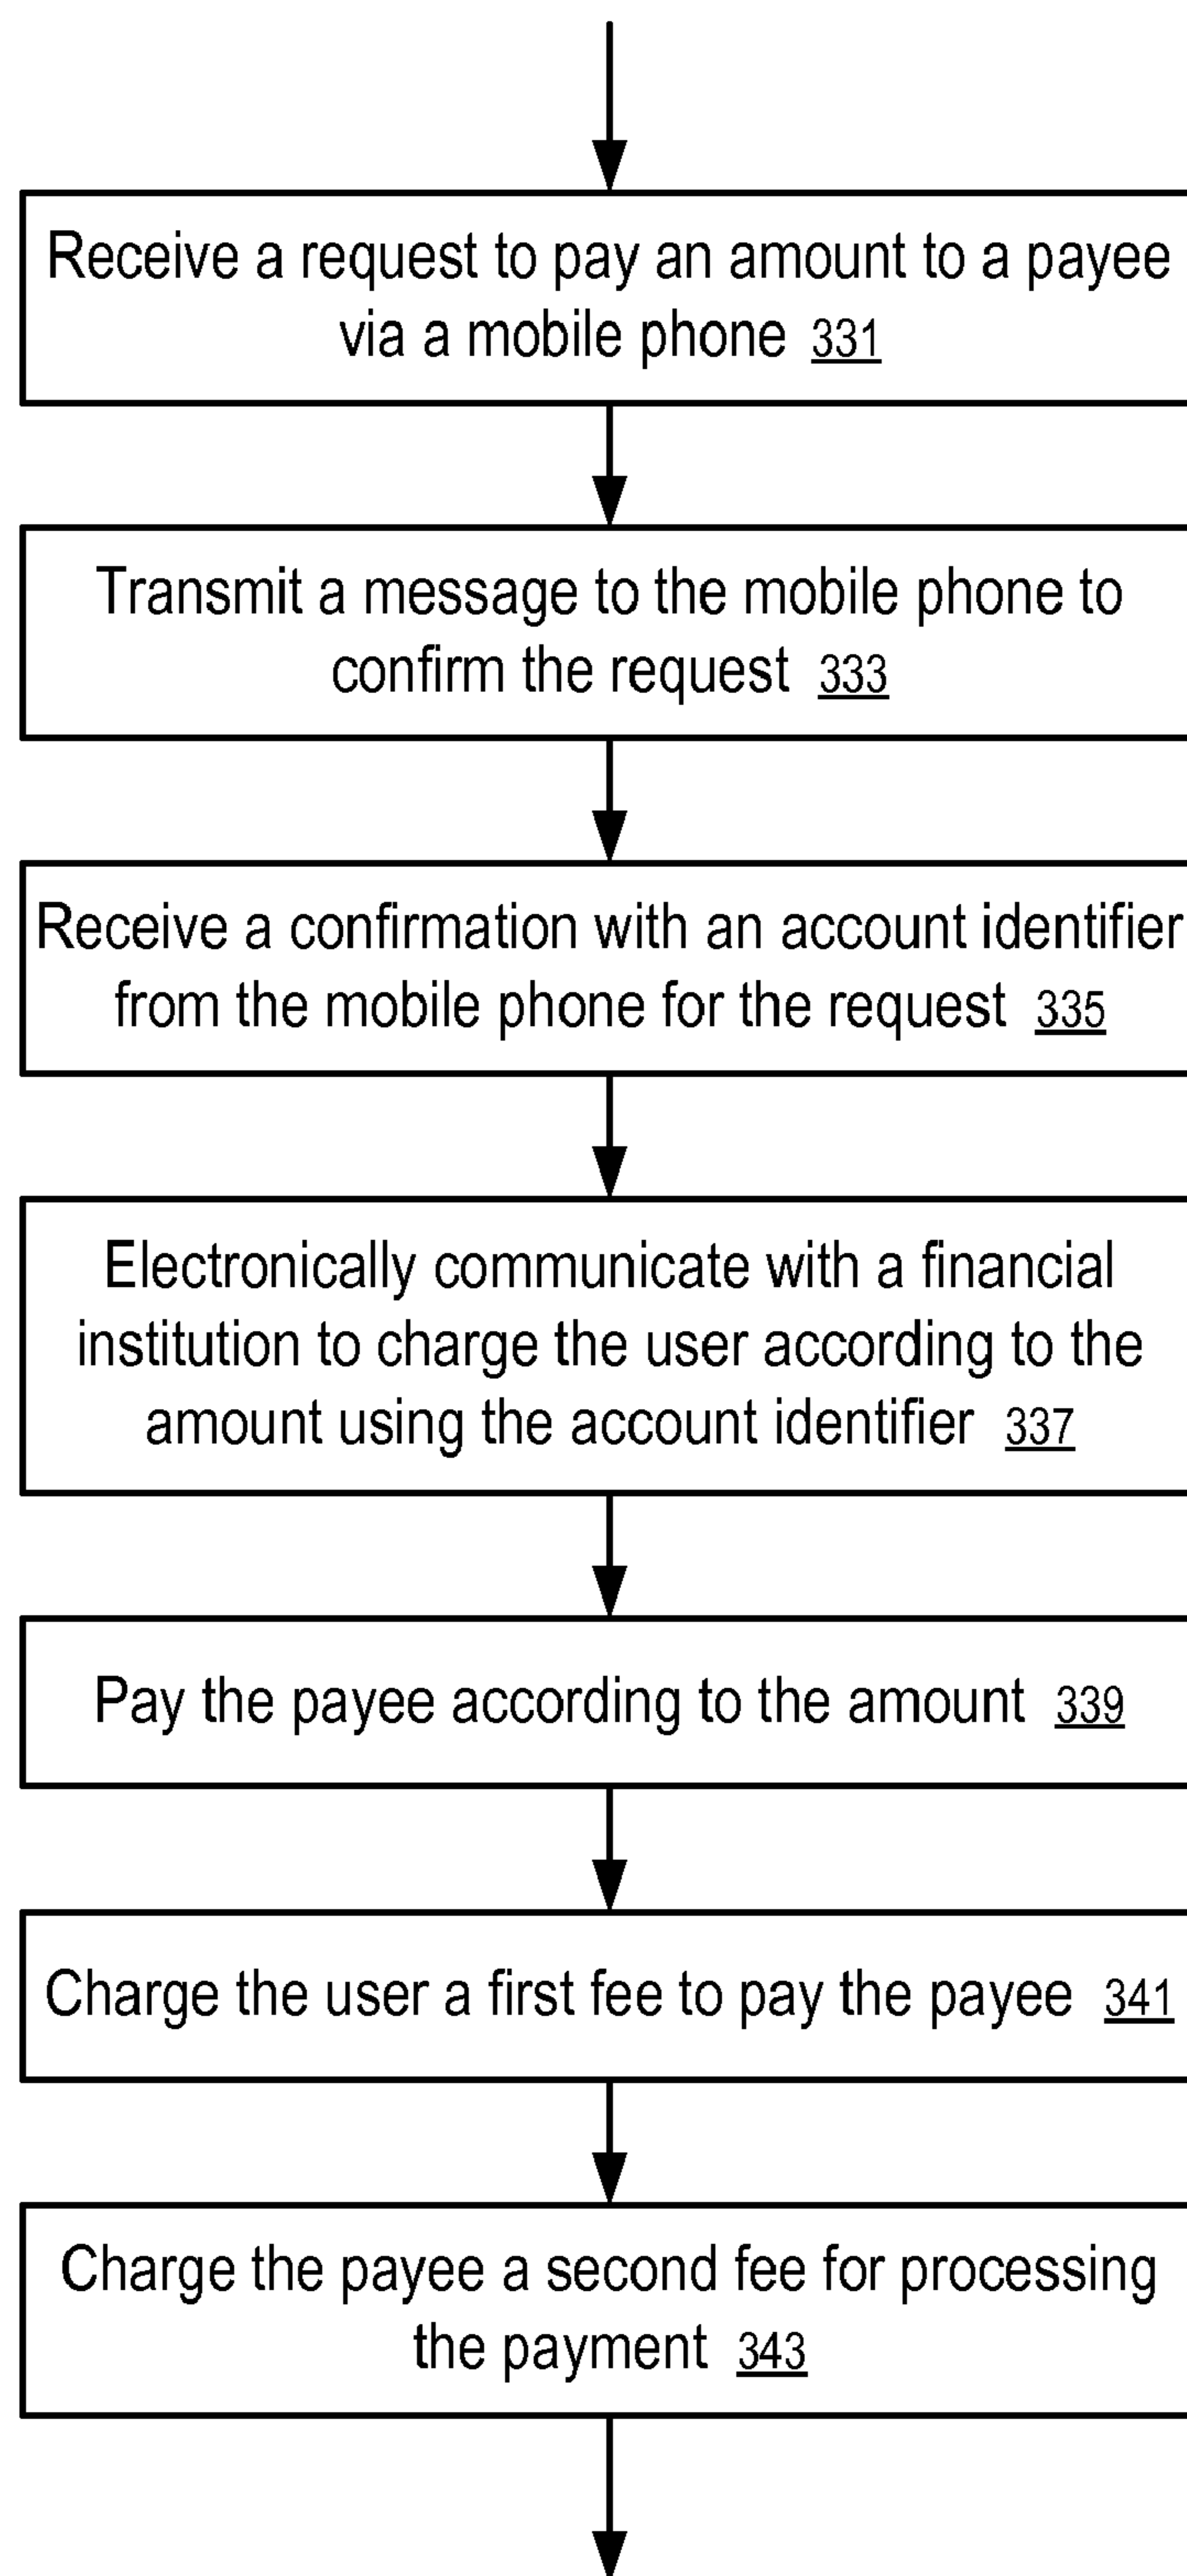 Receive a request to pay an amount to a payee
via a mobile phone 331
Transmit a message to the mobile phone to
confirm the request 333
Receive a confirmation with an account identifier
from the mobile phone for the request 335
Electronically communicate with a financial
institution to charge the user according to the
amount using the account identifier 337
Pay the payee according to the amount 339
Charge the user a first fee to pay the payee 341
Charge the payee a second fee for processing
the payment 343